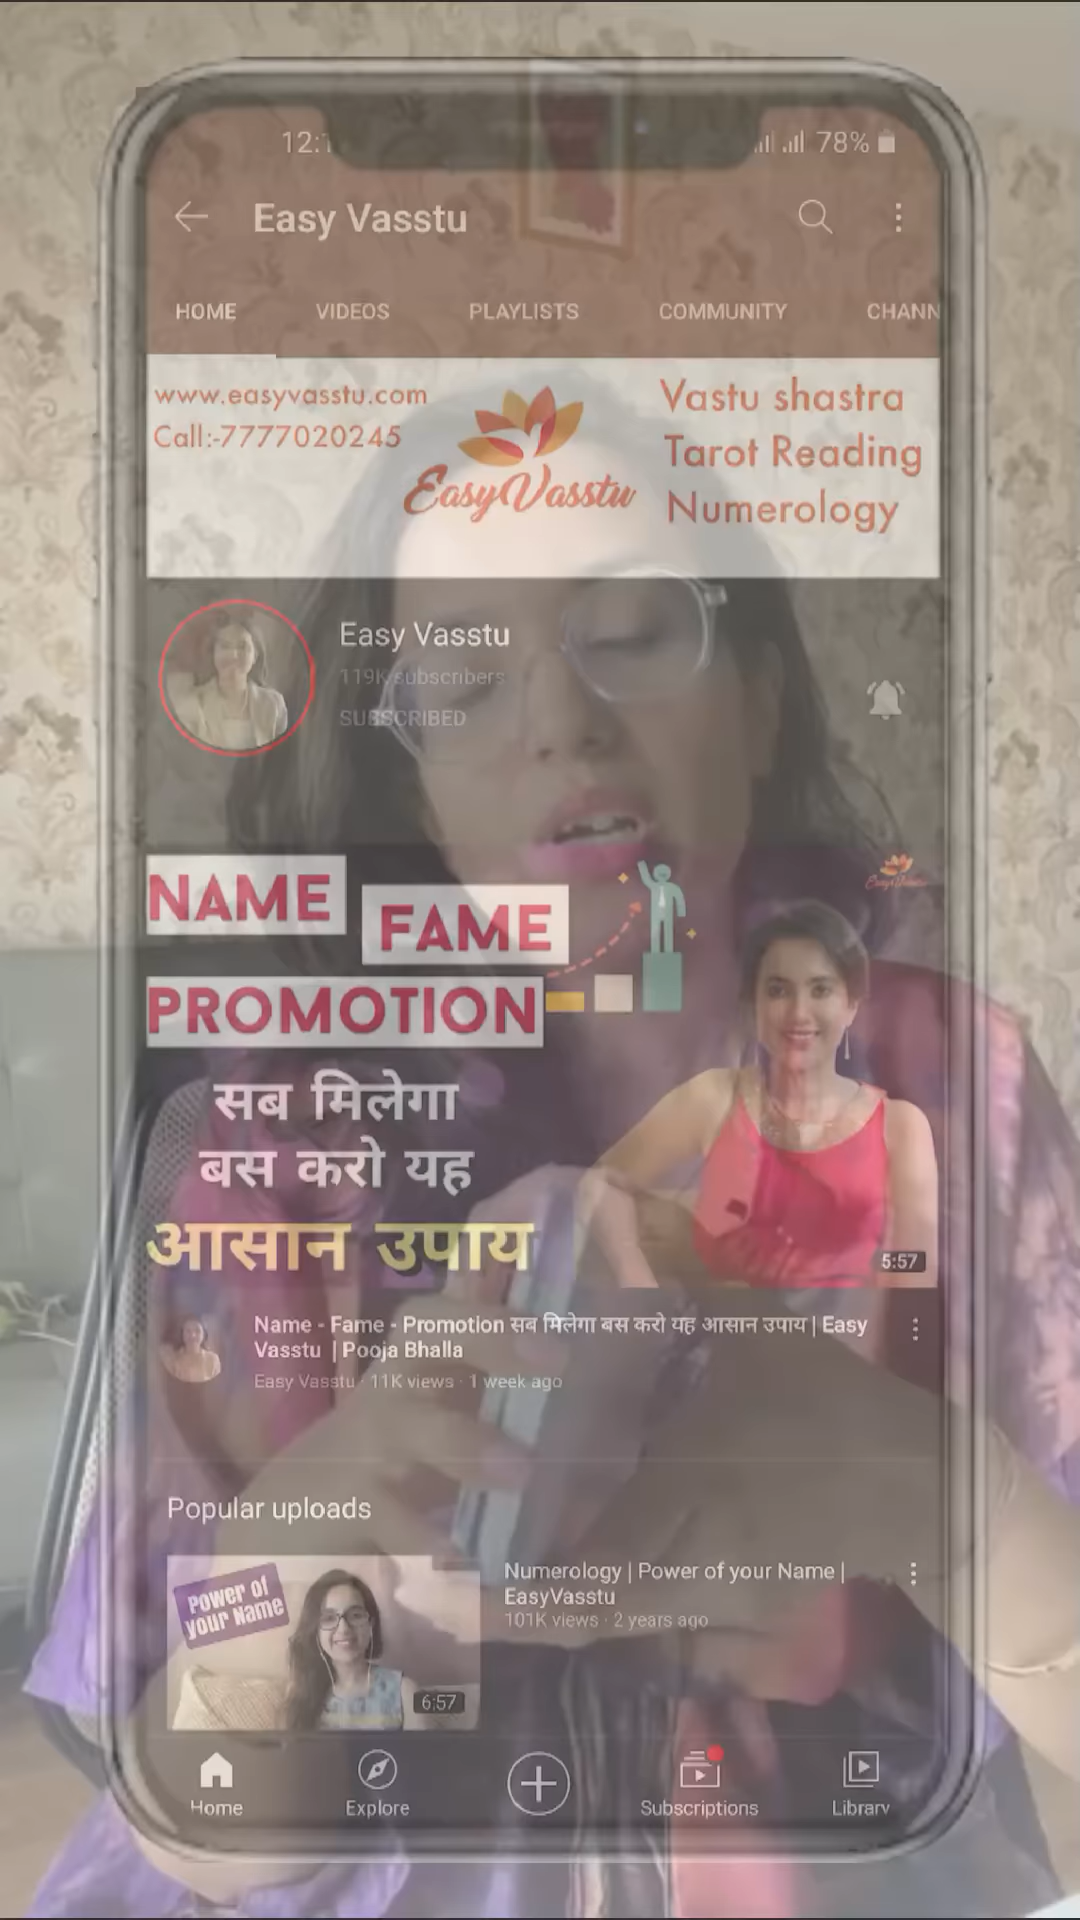 78%
Easy Vasstu
HOME VIDEOS PLAYLISTS COMMUNITY CHANN
www.easyvasstu.com
Call:-7777020245
EasyVasstu
Vastu shastra
Tarot Reading
Numerology
Easy Vasstu
119K subscribers
SUBSCRIBED
NAME
FAME
PROMOTION
सब मिलेगा
बस करो यह
आसान उपाय
EasyVasstu
5:57
Name - Fame - Promotion सब मिलेगा बस करो यह आसान उपाय | Easy
Vasstu | Pooja Bhalla
Easy Vasstu · 11K views · 1 week ago
Popular uploads
Power of
your Name
6:57
Numerology | Power of your Name |
EasyVasstu
101K views · 2 years ago
Home Explore Subscriptions Library